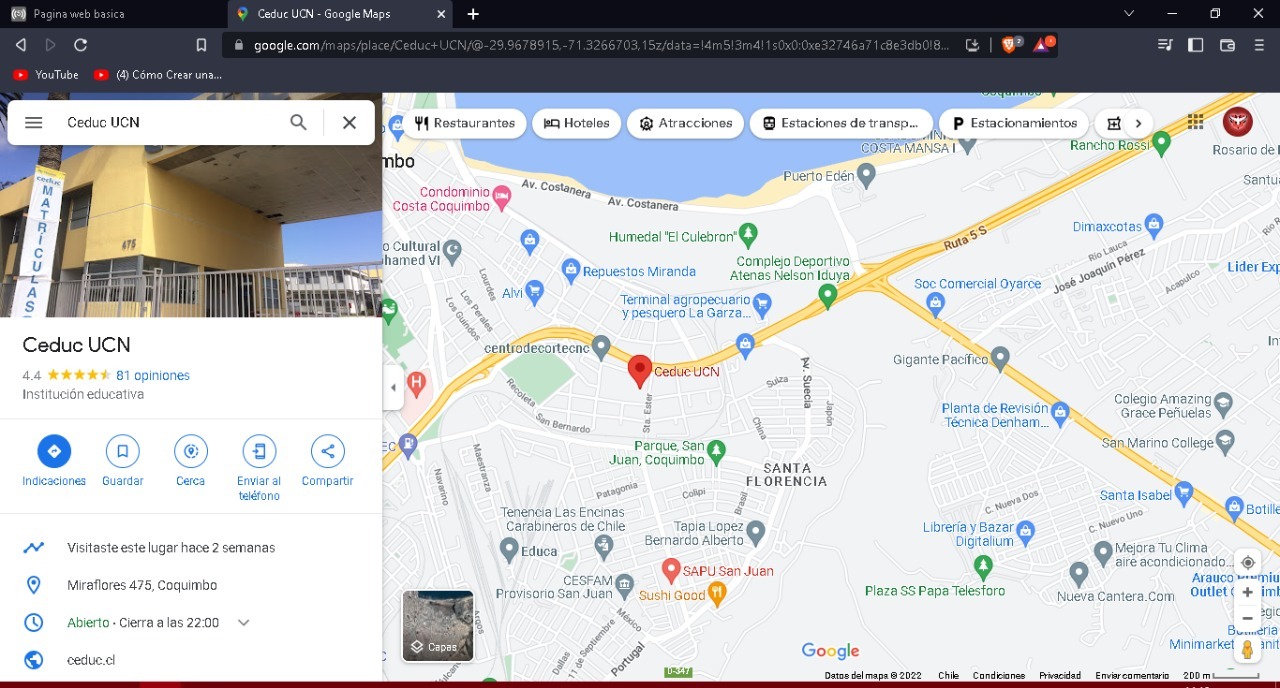 Pagina web basica
Ceduc UCN - Google Maps
google.com/maps/place/Ceduc+UCN/@-29.9678915,-71.3266703,15z/data=!4m5!3m4!1s0x0:0xe32746a71c8e3db0!8...
YouTube
(4) Cómo Crear una...
Ceduc UCN
Restaurantes
Hoteles
Atracciones
Estaciones de transp...
Estacionamientos
ceduc
MATRICULAS
475
Ceduc UCN
4.4
81 opiniones
Institución educativa
Indicaciones
Guardar
Cerca
Enviar al
teléfono
Compartir
Visitaste este lugar hace 2 semanas
Miraflores 475, Coquimbo
Abierto · Cierra a las 22:00
ceduc.cl
mbo
COSTA MANSA I
Rancho Rossi
Rosario de
Puerto Edén
Av. Costanera
Av. Costanera
Condominio
Costa Coquimbo
Humedal "El Culebron"
Ruta 5 S
Dimaxcotas
Rio Lauca
José Joaquín Pérez
Acapulco
Lider Exp
o Cultural
hamed VI
Lourdes
Repuestos Miranda
Complejo Deportivo
Atenas Nelson Iduya
Soc Comercial Oyarce
Alvi
Los Perales
Los Guindos
Terminal agropecuario
y pesquero La Garza...
centrodecortecnc
Ceduc UCN
Gigante Pacífico
Av. Suecia
Suiza
Recoleta
San Bernardo
Sta. Ester
China
Japón
Planta de Revisión
Técnica Denham...
Colegio Amazing
Grace Peñuelas
San Marino College
EC
Maestranza
Navarino
Parque, San
Juan, Coquimbo
SANTA
FLORENCIA
Patagonia
Colipi
Brasil
C. Nueva Dos
C. Nuevo Uno
Santa Isabel
Botille
Tenencia Las Encinas
Carabineros de Chile
Educa
Tapia Lopez
Bernardo Alberto
Librería y Bazar
Digitalium
Mejora Tu Clima
aire acondicionado...
SAPU San Juan
CESFAM
Provisorio San Juan
Sushi Good
Plaza SS Papa Telesforo
Nueva Cantera.Com
Arauco Premiu
Outlet
Minimarket
México
11 de Septiembre
Dallas
Portugal
D-347
Capas
Google
Datos del mapa © 2022
Chile
Condiciones
Privacidad
Enviar comentario
200 m